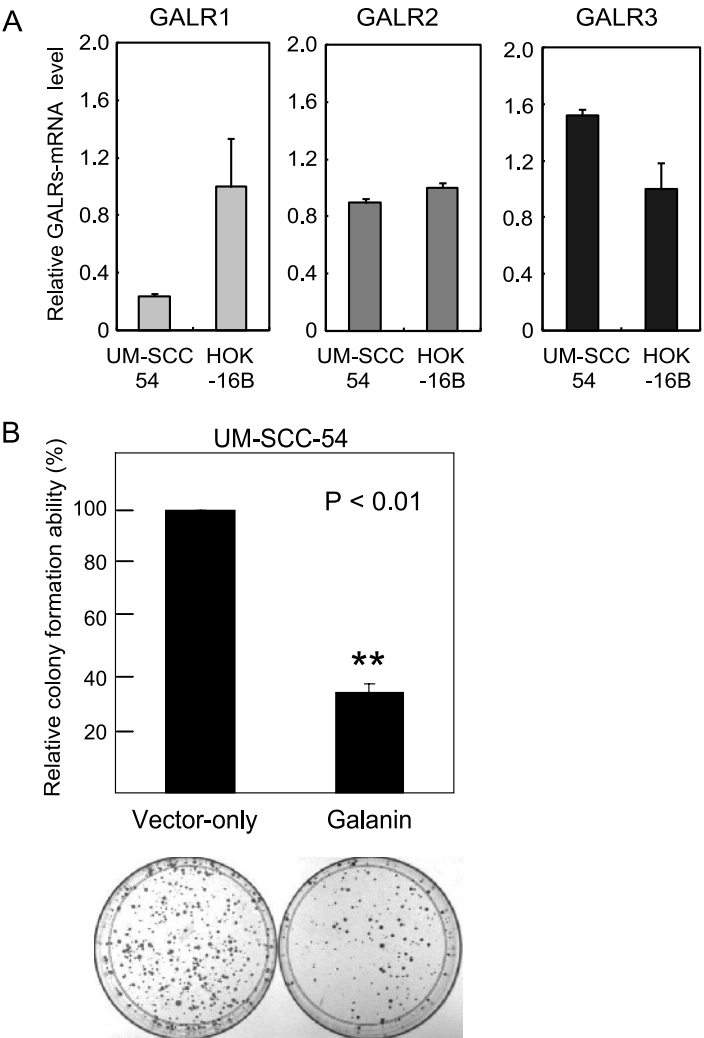 A
GALR1
GALR2
GALR3
Relative GALRs-mRNA level
2.0
1.6
1.2
0.8
0.4
0
UM-SCC 54
HOK -16B
2.0
1.6
1.2
0.8
0.4
0
UM-SCC 54
HOK -16B
2.0
1.6
1.2
0.8
0.4
0
UM-SCC 54
HOK -16B
B
UM-SCC-54
Relative colony formation ability (%)
100
80
60
40
20
P < 0.01
**
Vector-only
Galanin